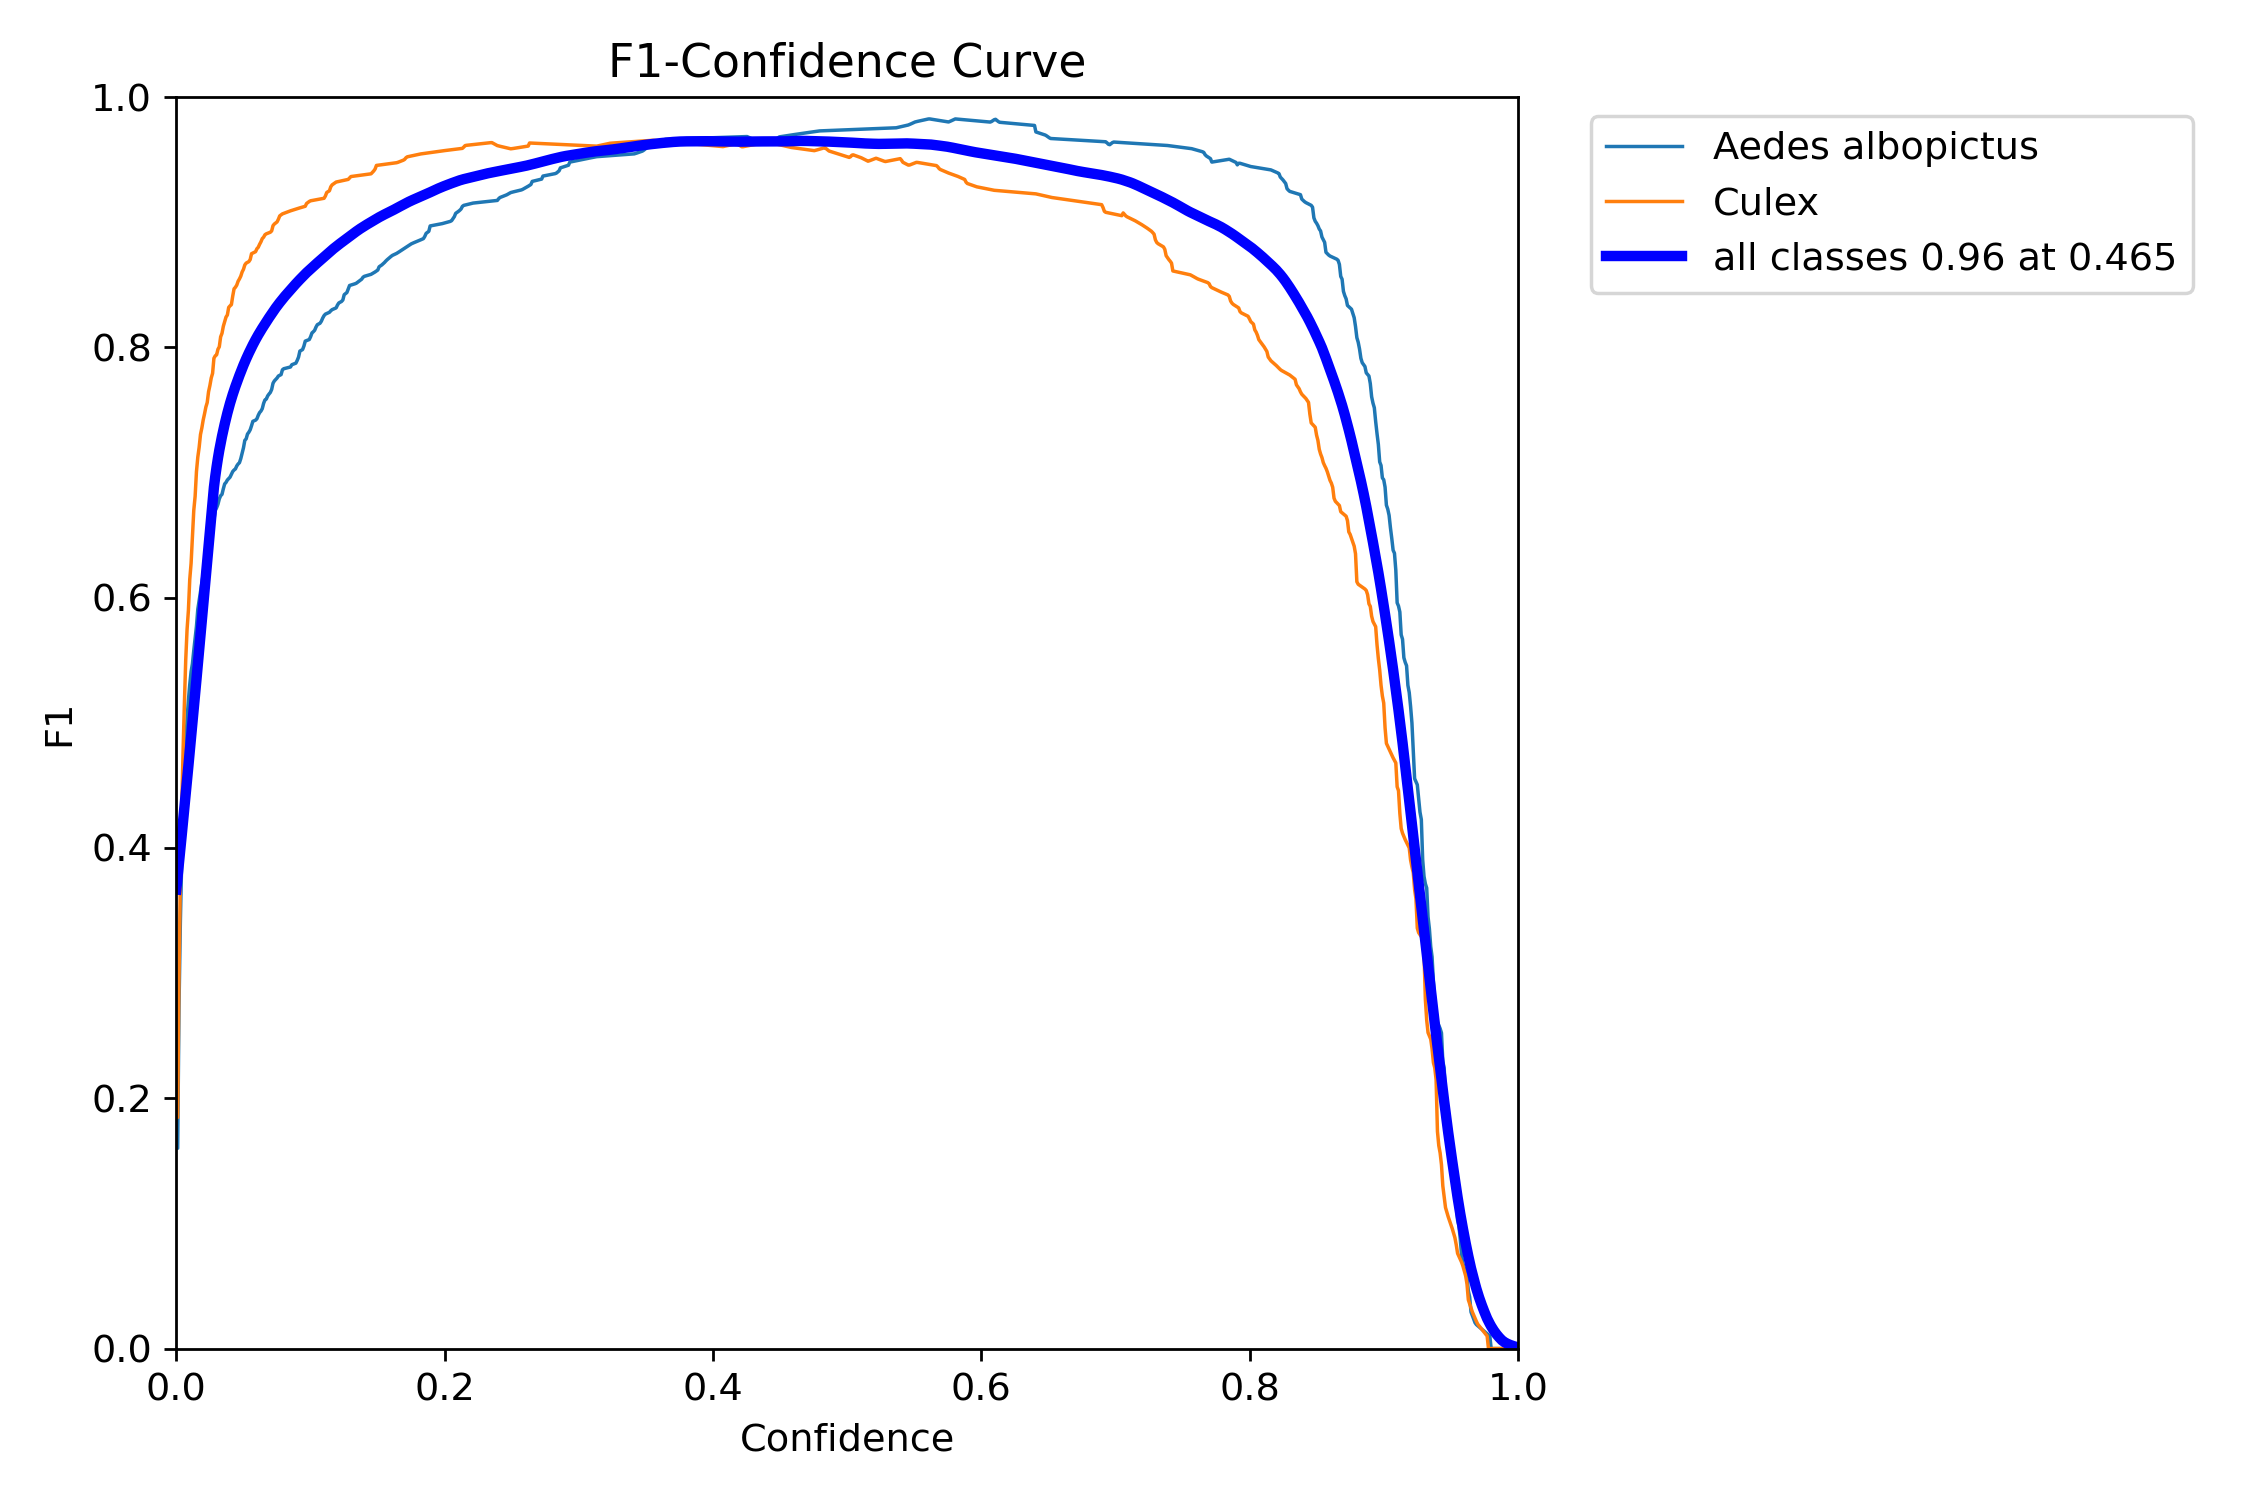 F1-Confidence Curve
1.0
0.8
0.6
0.4
0.2
0.0
F1
0.0 0.2 0.4 0.6 0.8 1.0
Confidence
Aedes albopictus
Culex
all classes 0.96 at 0.465